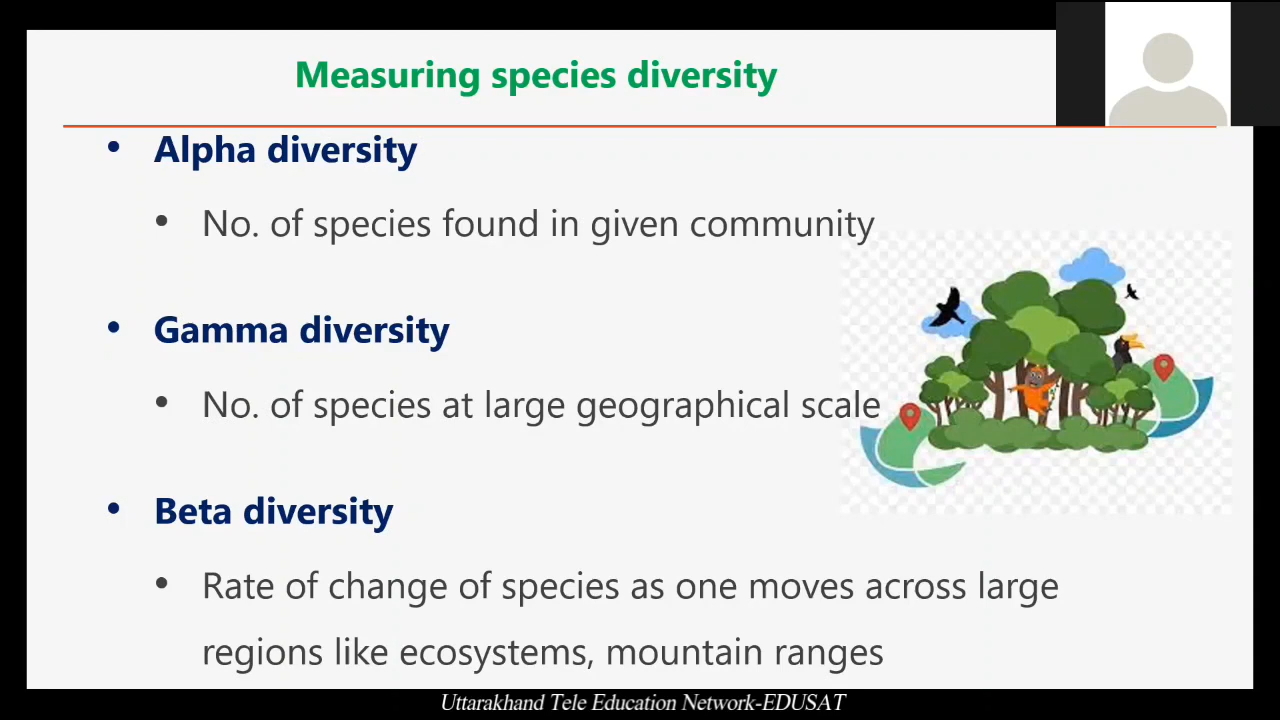 Measuring species diversity
• Alpha diversity
• No. of species found in given community
• Gamma diversity
• No. of species at large geographical scale
• Beta diversity
• Rate of change of species as one moves across large
regions like ecosystems, mountain ranges
Uttarakhand Tele Education Network-EDUSAT